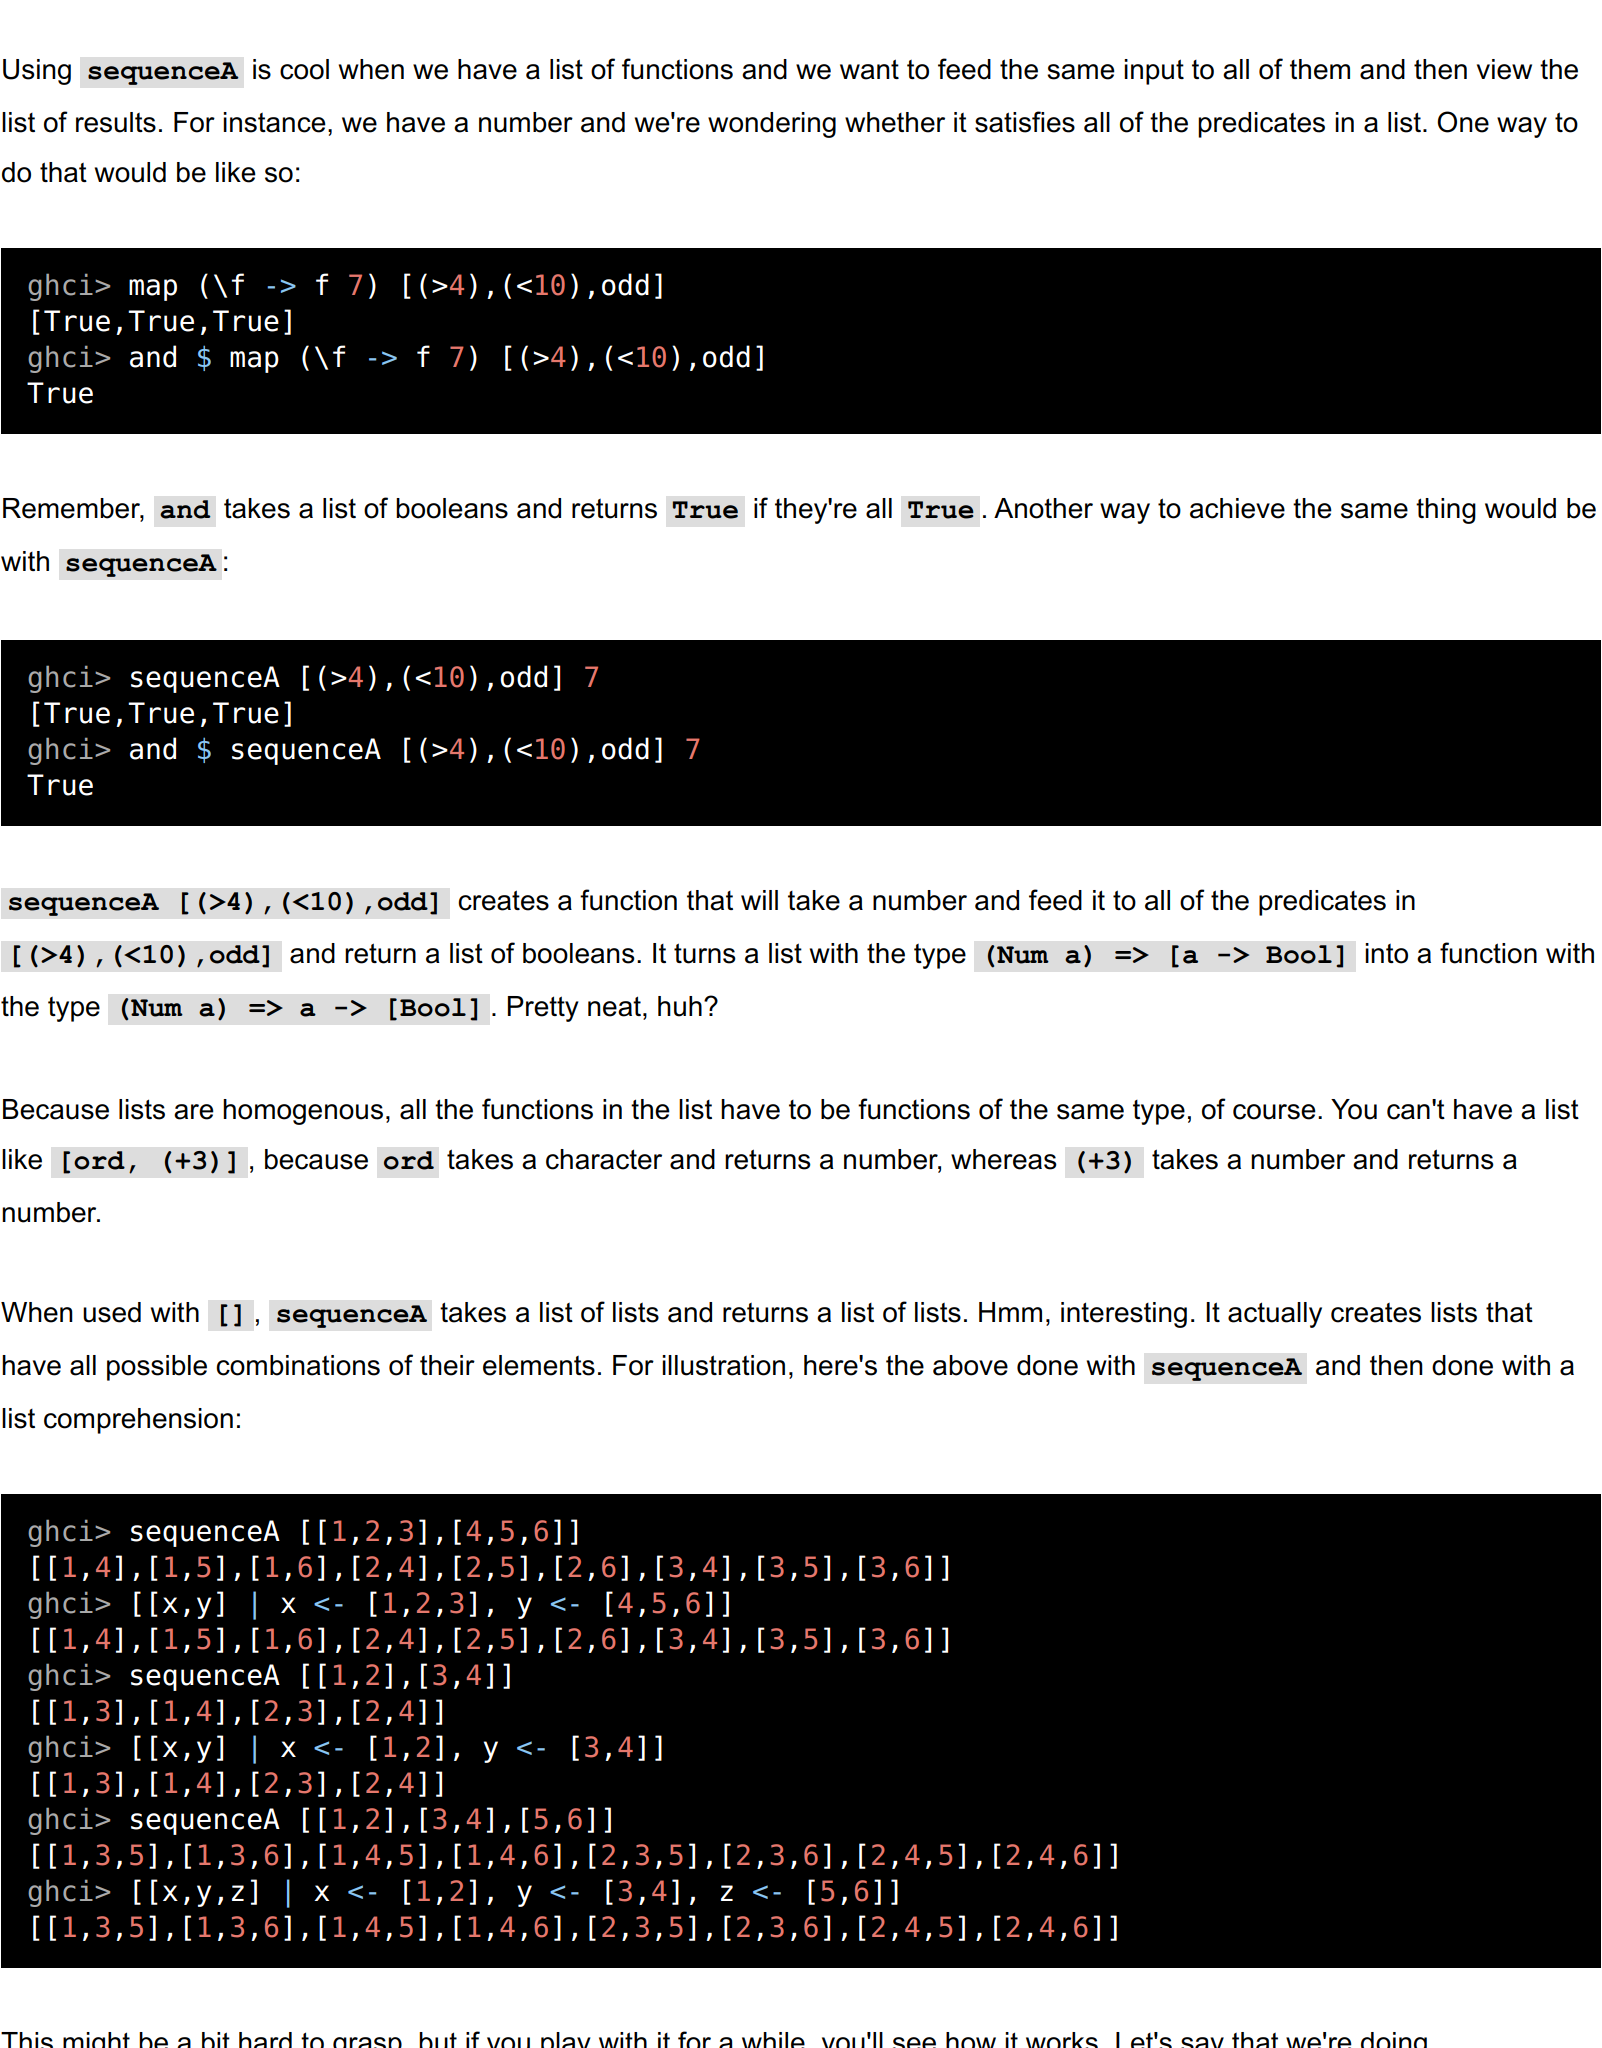 Using sequenceA is cool when we have a list of functions and we want to feed the same input to all of them and then view the
list of results. For instance, we have a number and we're wondering whether it satisfies all of the predicates in a list. One way to
do that would be like so:
ghci> map (\f -> f 7) [(>4),(<10),odd]
[True,True,True]
ghci> and $ map (\f -> f 7) [(>4),(<10),odd]
True
Remember, and takes a list of booleans and returns True if they're all True. Another way to achieve the same thing would be
with sequenceA:
ghci> sequenceA [(>4),(<10),odd] 7
[True,True,True]
ghci> and $ sequenceA [(>4),(<10),odd] 7
True
sequenceA [(>4),(<10),odd] creates a function that will take a number and feed it to all of the predicates in
[(>4),(<10),odd] and return a list of booleans. It turns a list with the type (Num a) => [a -> Bool] into a function with
the type (Num a) => a -> [Bool]. Pretty neat, huh?
Because lists are homogenous, all the functions in the list have to be functions of the same type, of course. You can't have a list
like [ord, (+3)], because ord takes a character and returns a number, whereas (+3) takes a number and returns a
number.
When used with [], sequenceA takes a list of lists and returns a list of lists. Hmm, interesting. It actually creates lists that
have all possible combinations of their elements. For illustration, here's the above done with sequenceA and then done with a
list comprehension:
ghci> sequenceA [[1,2,3],[4,5,6]]
[[1,4],[1,5],[1,6],[2,4],[2,5],[2,6],[3,4],[3,5],[3,6]]
ghci> [[x,y] | x <- [1,2,3], y <- [4,5,6]]
[[1,4],[1,5],[1,6],[2,4],[2,5],[2,6],[3,4],[3,5],[3,6]]
ghci> sequenceA [[1,2],[3,4]]
[[1,3],[1,4],[2,3],[2,4]]
ghci> [[x,y] | x <- [1,2], y <- [3,4]]
[[1,3],[1,4],[2,3],[2,4]]
ghci> sequenceA [[1,2],[3,4],[5,6]]
[[1,3,5],[1,3,6],[1,4,5],[1,4,6],[2,3,5],[2,3,6],[2,4,5],[2,4,6]]
ghci> [[x,y,z] | x <- [1,2], y <- [3,4], z <- [5,6]]
[[1,3,5],[1,3,6],[1,4,5],[1,4,6],[2,3,5],[2,3,6],[2,4,5],[2,4,6]]
This might be a bit hard to grasp, but if you play with it for a while, you'll see how it works. Let's say that we're doing